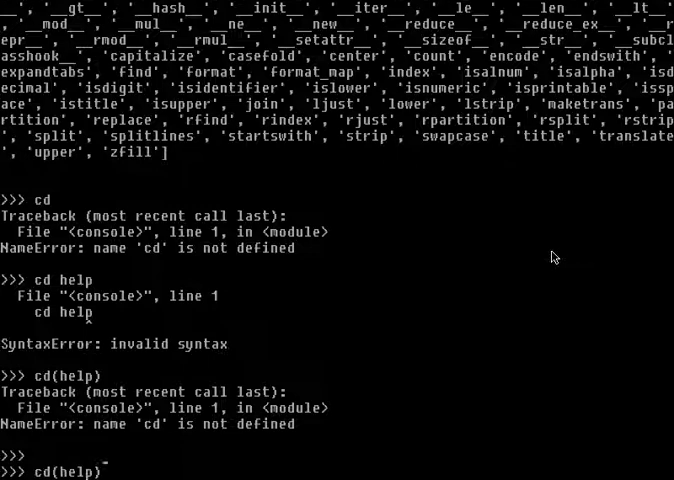 __', '__gt__', '__hash__', '__init__', '__iter__', '__le__', '__len__', '__lt__'
, '__mod__', '__mul__', '__ne__', '__new__', '__reduce__', '__reduce_ex__', '__r
epr__', '__rmod__', '__rmul__', '__setattr__', '__sizeof__', '__str__', '__subcl
asshook__', 'capitalize', 'casefold', 'center', 'count', 'encode', 'endswith', '
expandtabs', 'find', 'format', 'format_map', 'index', 'isalnum', 'isalpha', 'isd
ecimal', 'isdigit', 'isidentifier', 'islower', 'isnumeric', 'isprintable', 'issp
ace', 'istitle', 'isupper', 'join', 'ljust', 'lower', 'lstrip', 'maketrans', 'pa
rtition', 'replace', 'rfind', 'rindex', 'rjust', 'rpartition', 'rsplit', 'rstrip
', 'split', 'splitlines', 'startswith', 'strip', 'swapcase', 'title', 'translate
', 'upper', 'zfill']
>>> cd
Traceback (most recent call last):
  File "<console>", line 1, in <module>
NameError: name 'cd' is not defined
>>> cd help
  File "<console>", line 1
    cd help
          ^
SyntaxError: invalid syntax
>>> cd(help)
Traceback (most recent call last):
  File "<console>", line 1, in <module>
NameError: name 'cd' is not defined
>>>
>>> cd(help)